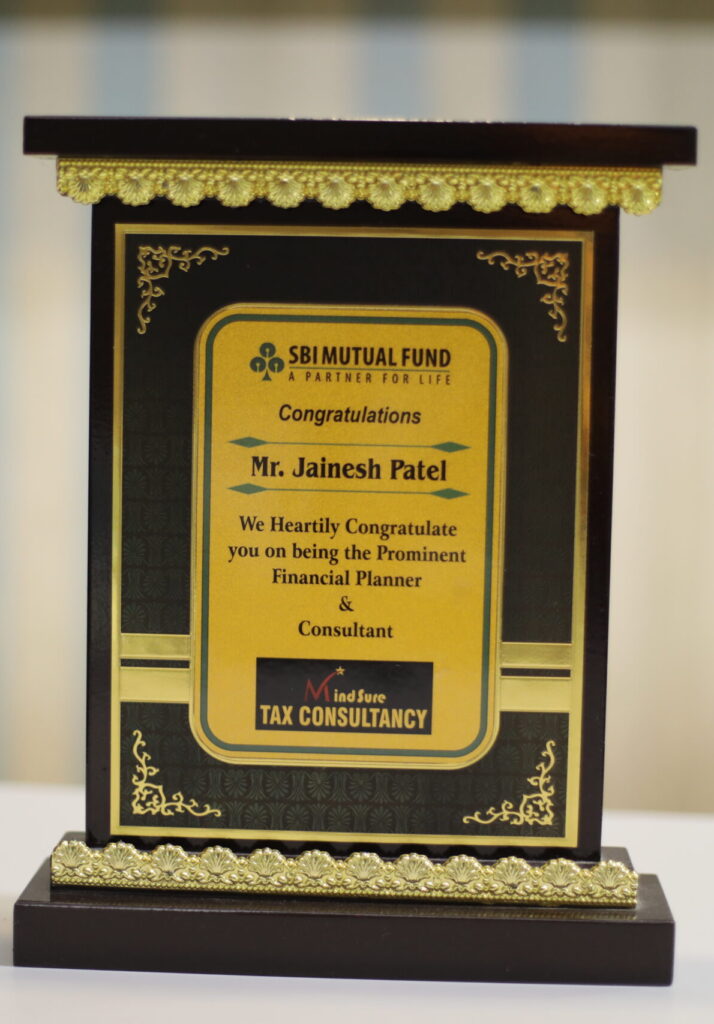 SBI MUTUAL FUND
A PARTNER FOR LIFE
Congratulations
Mr. Jainesh Patel
We Heartily Congratulate
you on being the Prominent
Financial Planner
&
Consultant
MindSure
TAX CONSULTANCY